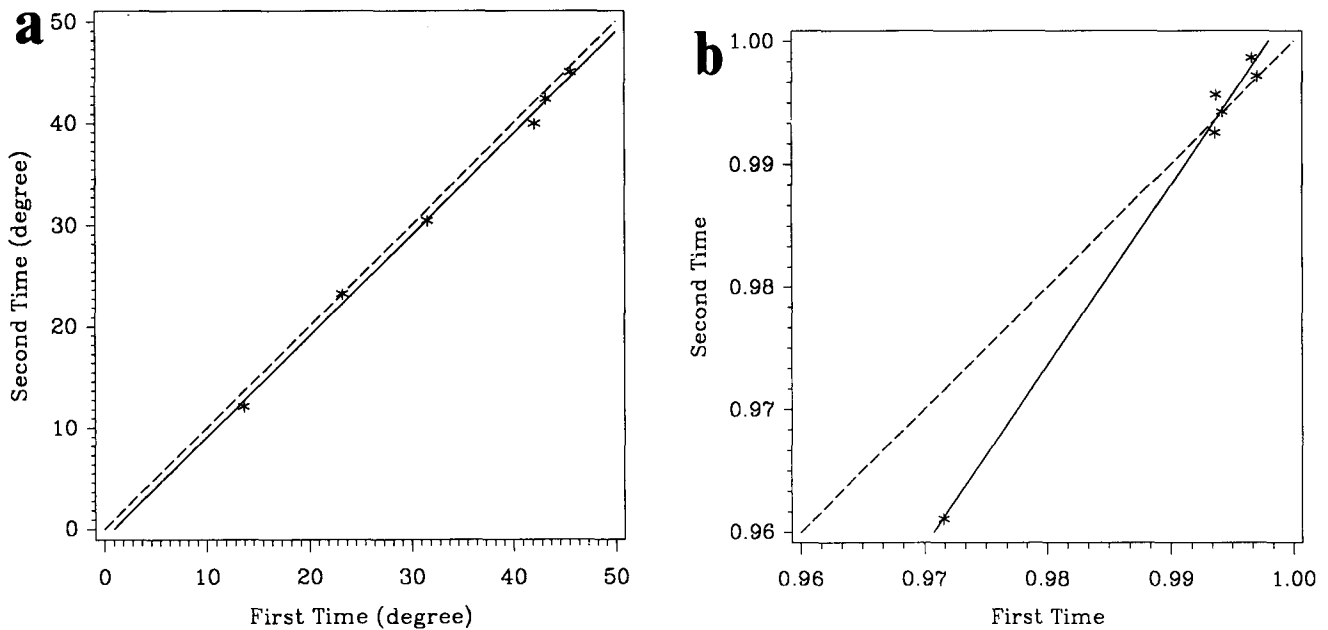 a
50
40
30
20
10
0
Second Time (degree)
0 10 20 30 40 50
First Time (degree)
b
1.00
0.99
0.98
0.97
0.96
Second Time
0.96 0.97 0.98 0.99 1.00
First Time